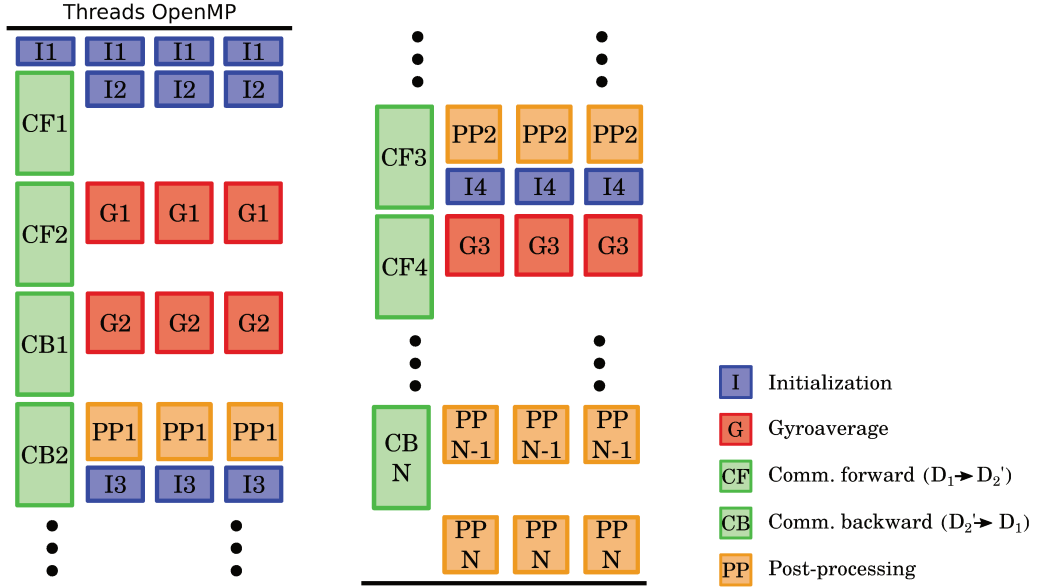 Threads OpenMP
I1 I1 I1 I1
CF1 I2 I2 I2
CF2 G1 G1 G1
CB1 G2 G2 G2
CB2 PP1 PP1 PP1
I3 I3 I3
CF3 PP2 PP2 PP2
I4 I4 I4
CF4 G3 G3 G3
CB N PP PP PP
N-1 N-1 N-1
PP PP PP
N N N
I Initialization
G Gyroaverage
CF Comm. forward (D₁→D₂')
CB Comm. backward (D₂'→D₁)
PP Post-processing